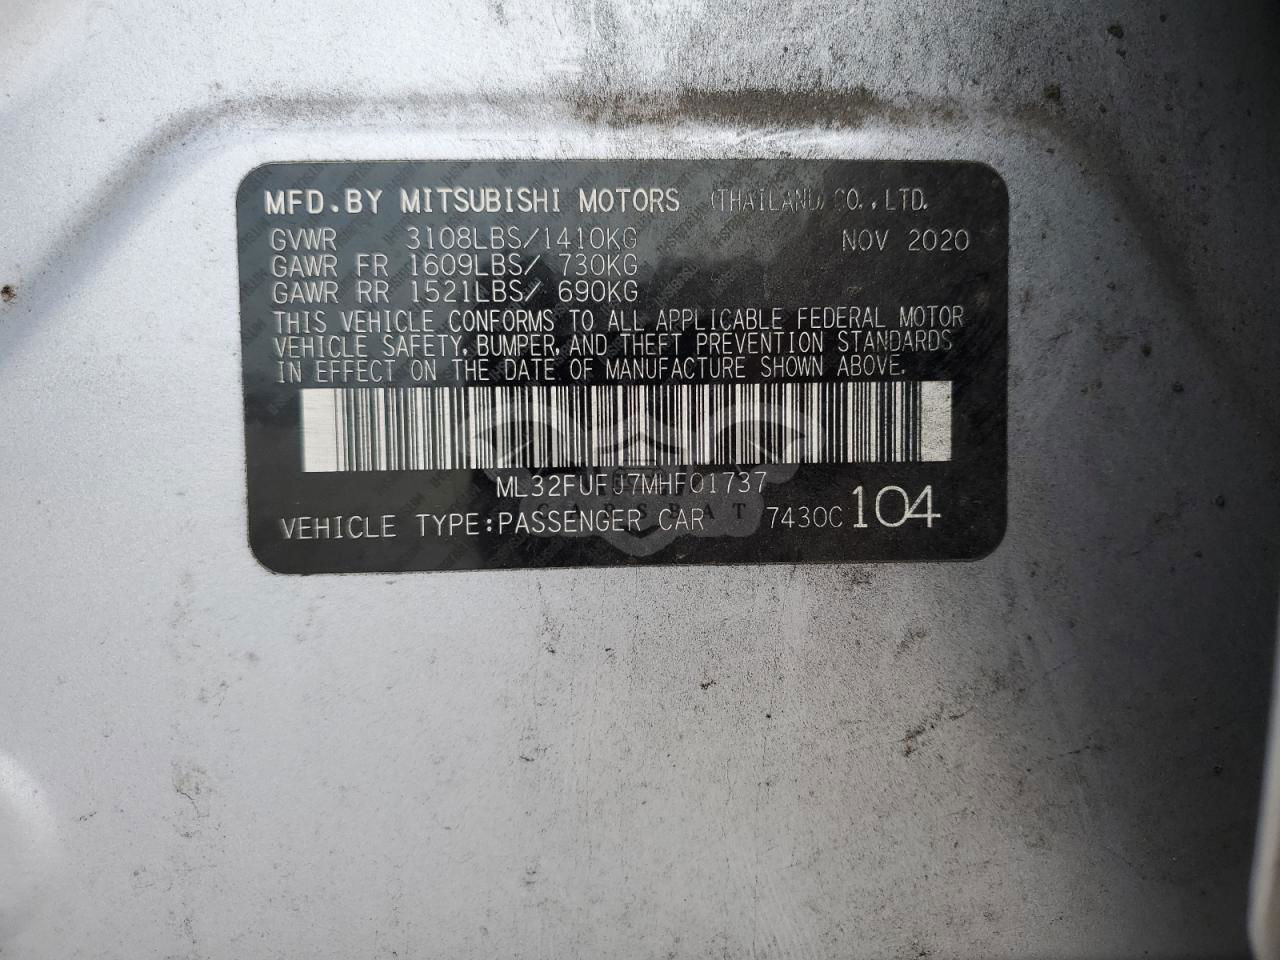 MFD.BY MITSUBISHI MOTORS (THAILAND) CO.,LTD.
GVWR 3108LBS/1410KG NOV 2020
GAWR FR 1609LBS/ 730KG
GAWR RR 1521LBS/ 690KG
THIS VEHICLE CONFORMS TO ALL APPLICABLE FEDERAL MOTOR
VEHICLE SAFETY, BUMPER, AND THEFT PREVENTION STANDARDS
IN EFFECT ON THE DATE OF MANUFACTURE SHOWN ABOVE.
ML32FUFJ7MHF01737
CARSBAT
VEHICLE TYPE:PASSENGER CAR 7430C 104